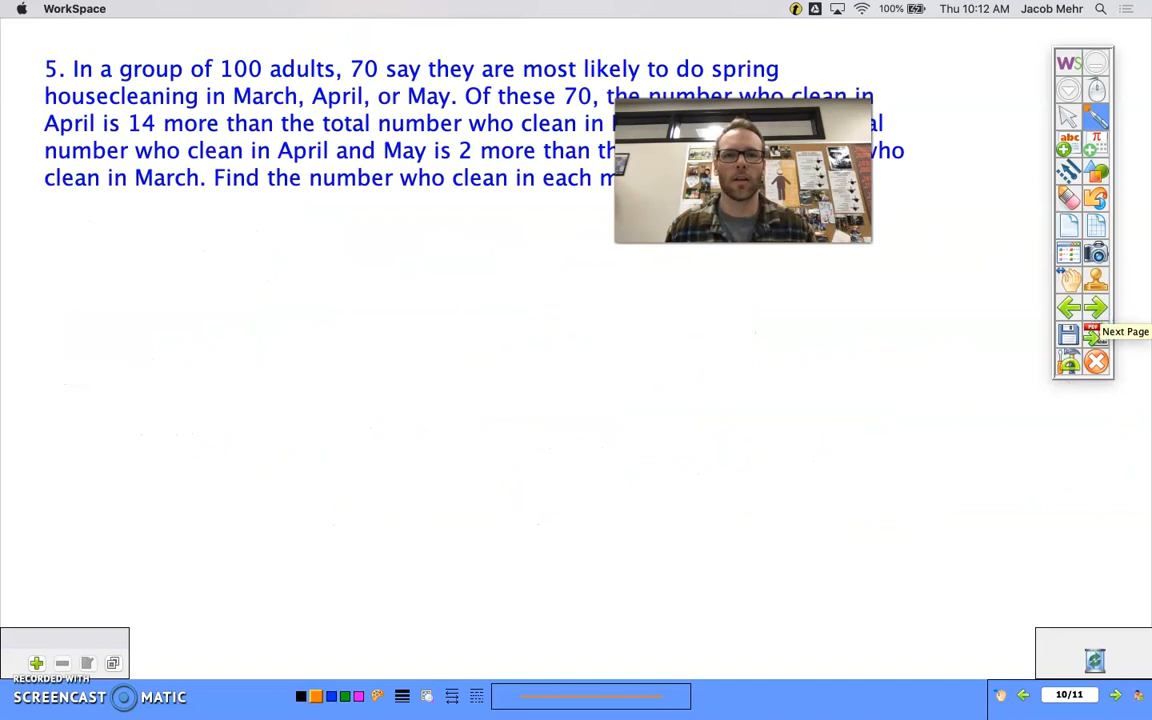 WorkSpace
100% Thu 10:12 AM Jacob Mehr
5. In a group of 100 adults, 70 say they are most likely to do spring
housecleaning in March, April, or May. Of these 70, the number who clean in
April is 14 more than the total number who clean in
number who clean in April and May is 2 more than who
clean in March. Find the number who clean in each
WS
abc
π
PDF
Next Page
RECORDED WITH
SCREENCAST MATIC
10/11